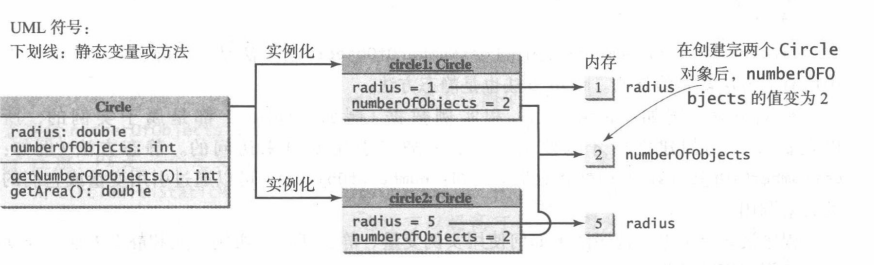 UML 符号：
下划线：静态变量或方法
Circle
radius: double
numberOfObjects: int
getNumberOfObjects(): int
getArea(): double
实例化
circle1: Circle
radius = 1
numberOfObjects = 2
实例化
circle2: Circle
radius = 5
numberOfObjects = 2
内存
1 radius
2 numberOfObjects
5 radius
在创建完两个 Circle
对象后，numberOFO
bjects 的值变为 2